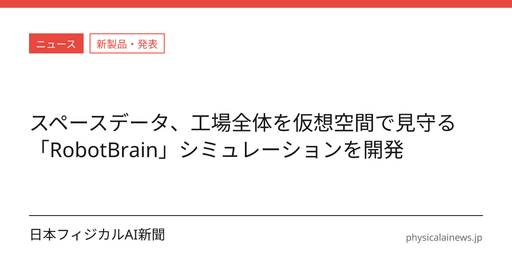 ニュース 新製品・発表
スペースデータ、工場全体を仮想空間で見守る
「RobotBrain」シミュレーションを開発
日本フィジカルAI新聞
physicalainews.jp